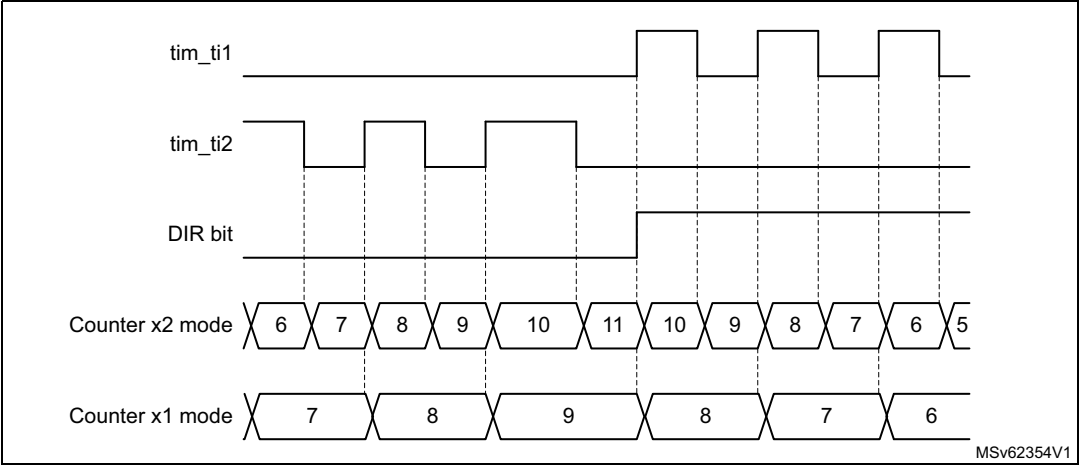 tim_ti1
tim_ti2
DIR bit
Counter x2 mode 6 7 8 9 10 11 10 9 8 7 6 5
Counter x1 mode 7 8 9 8 7 6
MSv62354V1